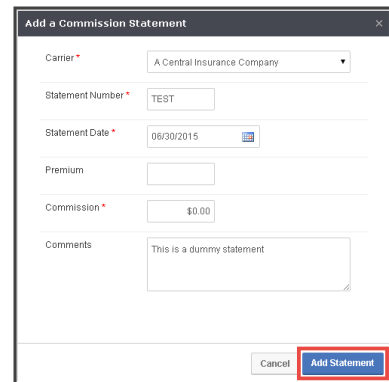 Add a Commission Statement ×
Carrier * A Central Insurance Company
Statement Number * TEST
Statement Date * 06/30/2015
Premium
Commission * $0.00
Comments This is a dummy statement
Cancel Add Statement